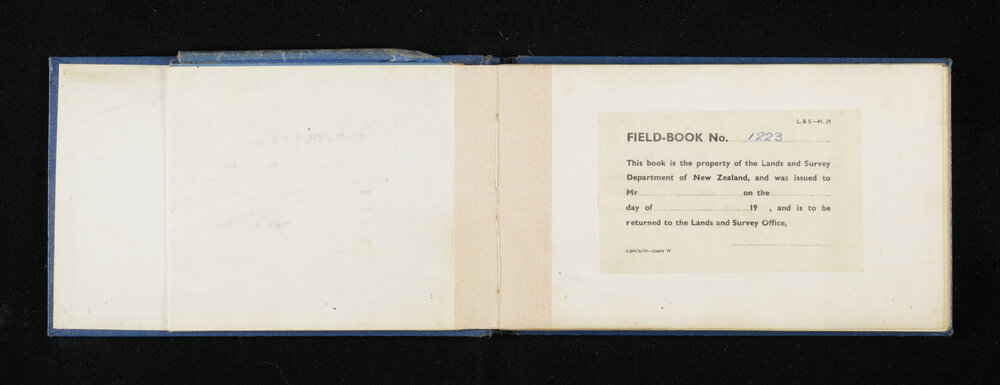 L. & S.—N. 24
FIELD-BOOK No. 1223
This book is the property of the Lands and Survey
Department of New Zealand, and was issued to
Mr on the
day of 19 , and is to be
returned to the Lands and Survey Office,